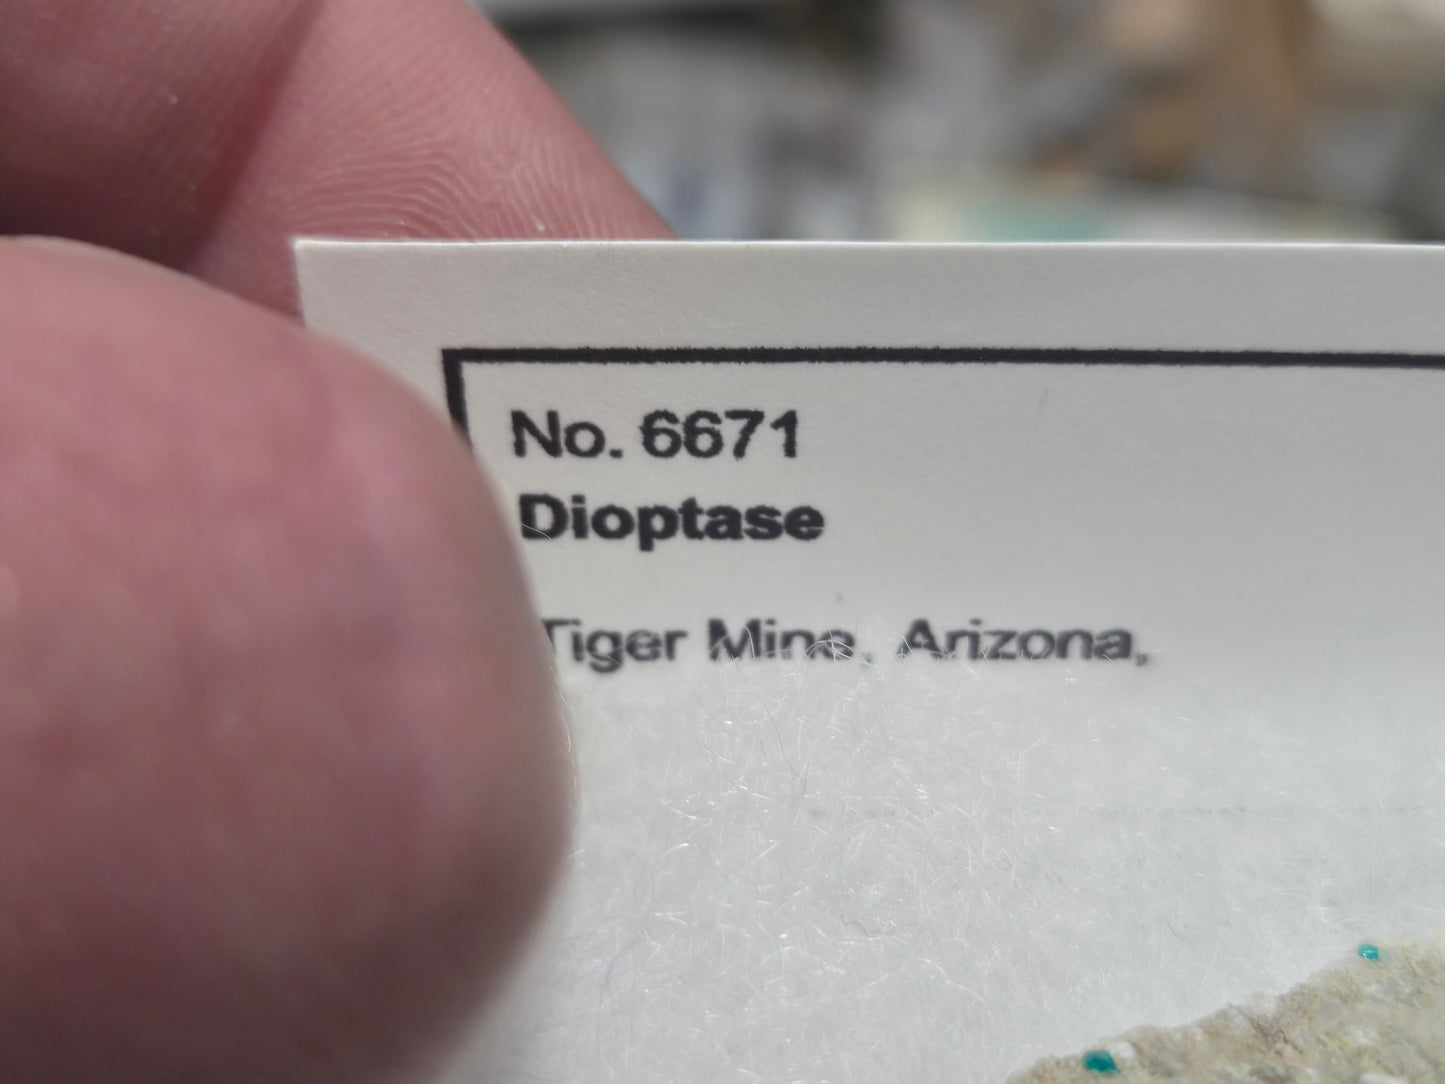 No. 6671
Dioptase
Tiger Mine, Arizona,